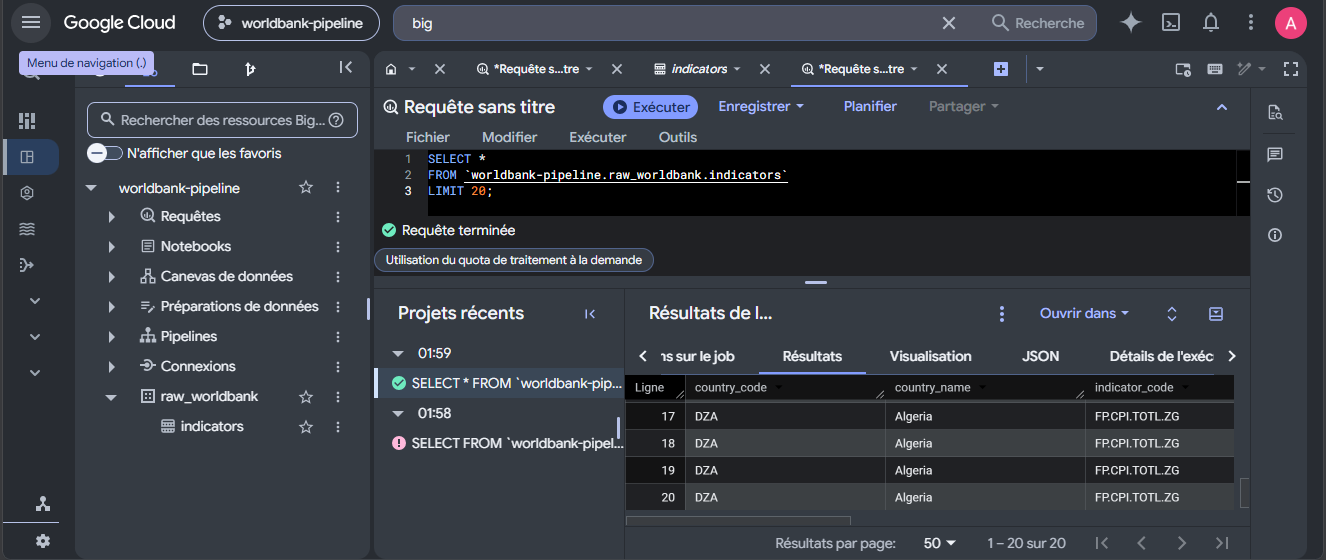 Google Cloud
worldbank-pipeline
big
Recherche
A
Menu de navigation (.)
*Requête s...tre
indicators
*Requête s...tre
Rechercher des ressources Big...
N'afficher que les favoris
worldbank-pipeline
Requêtes
Notebooks
Canevas de données
Préparations de données
Pipelines
Connexions
raw_worldbank
indicators
Requête sans titre
Exécuter
Enregistrer
Planifier
Partager
Fichier
Modifier
Exécuter
Outils
1 SELECT *
2 FROM `worldbank-pipeline.raw_worldbank.indicators`
3 LIMIT 20;
Requête terminée
Utilisation du quota de traitement à la demande
Projets récents
01:59
SELECT * FROM `worldbank-pip...
01:58
SELECT FROM `worldbank-pipel...
Résultats de l...
Ouvrir dans
ns sur le job
Résultats
Visualisation
JSON
Détails de l'exéc
Ligne country_code country_name indicator_code
17 DZA Algeria FP.CPI.TOTL.ZG
18 DZA Algeria FP.CPI.TOTL.ZG
19 DZA Algeria FP.CPI.TOTL.ZG
20 DZA Algeria FP.CPI.TOTL.ZG
Résultats par page: 50 1 – 20 sur 20